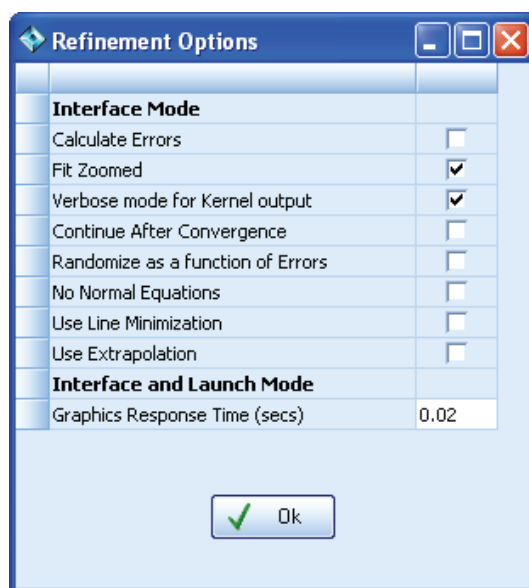 Refinement Options
Interface Mode
Calculate Errors
Fit Zoomed
Verbose mode for Kernel output
Continue After Convergence
Randomize as a function of Errors
No Normal Equations
Use Line Minimization
Use Extrapolation
Interface and Launch Mode
Graphics Response Time (secs) 0.02
Ok